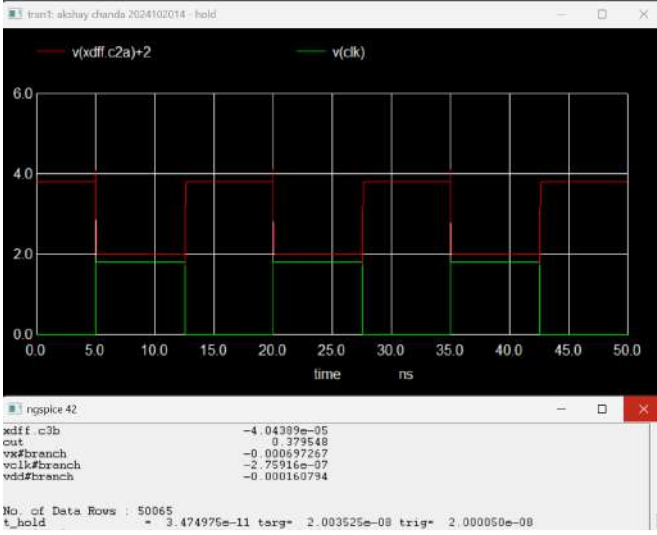 tran1: akshay chanda 2024102014 - hold
v(xdff.c2a)+2 v(clk)
6.0
4.0
2.0
0.0
0.0 5.0 10.0 15.0 20.0 25.0 30.0 35.0 40.0 45.0 50.0
time ns
ngspice 42
xdff.c3b -4.04389e-05
out 0.379548
vx#branch -0.000697267
vclk#branch -2.75916e-07
vdd#branch -0.000160794
No. of Data Rows : 50065
t_hold = 3.474975e-11 targ= 2.003525e-08 trig= 2.000050e-08